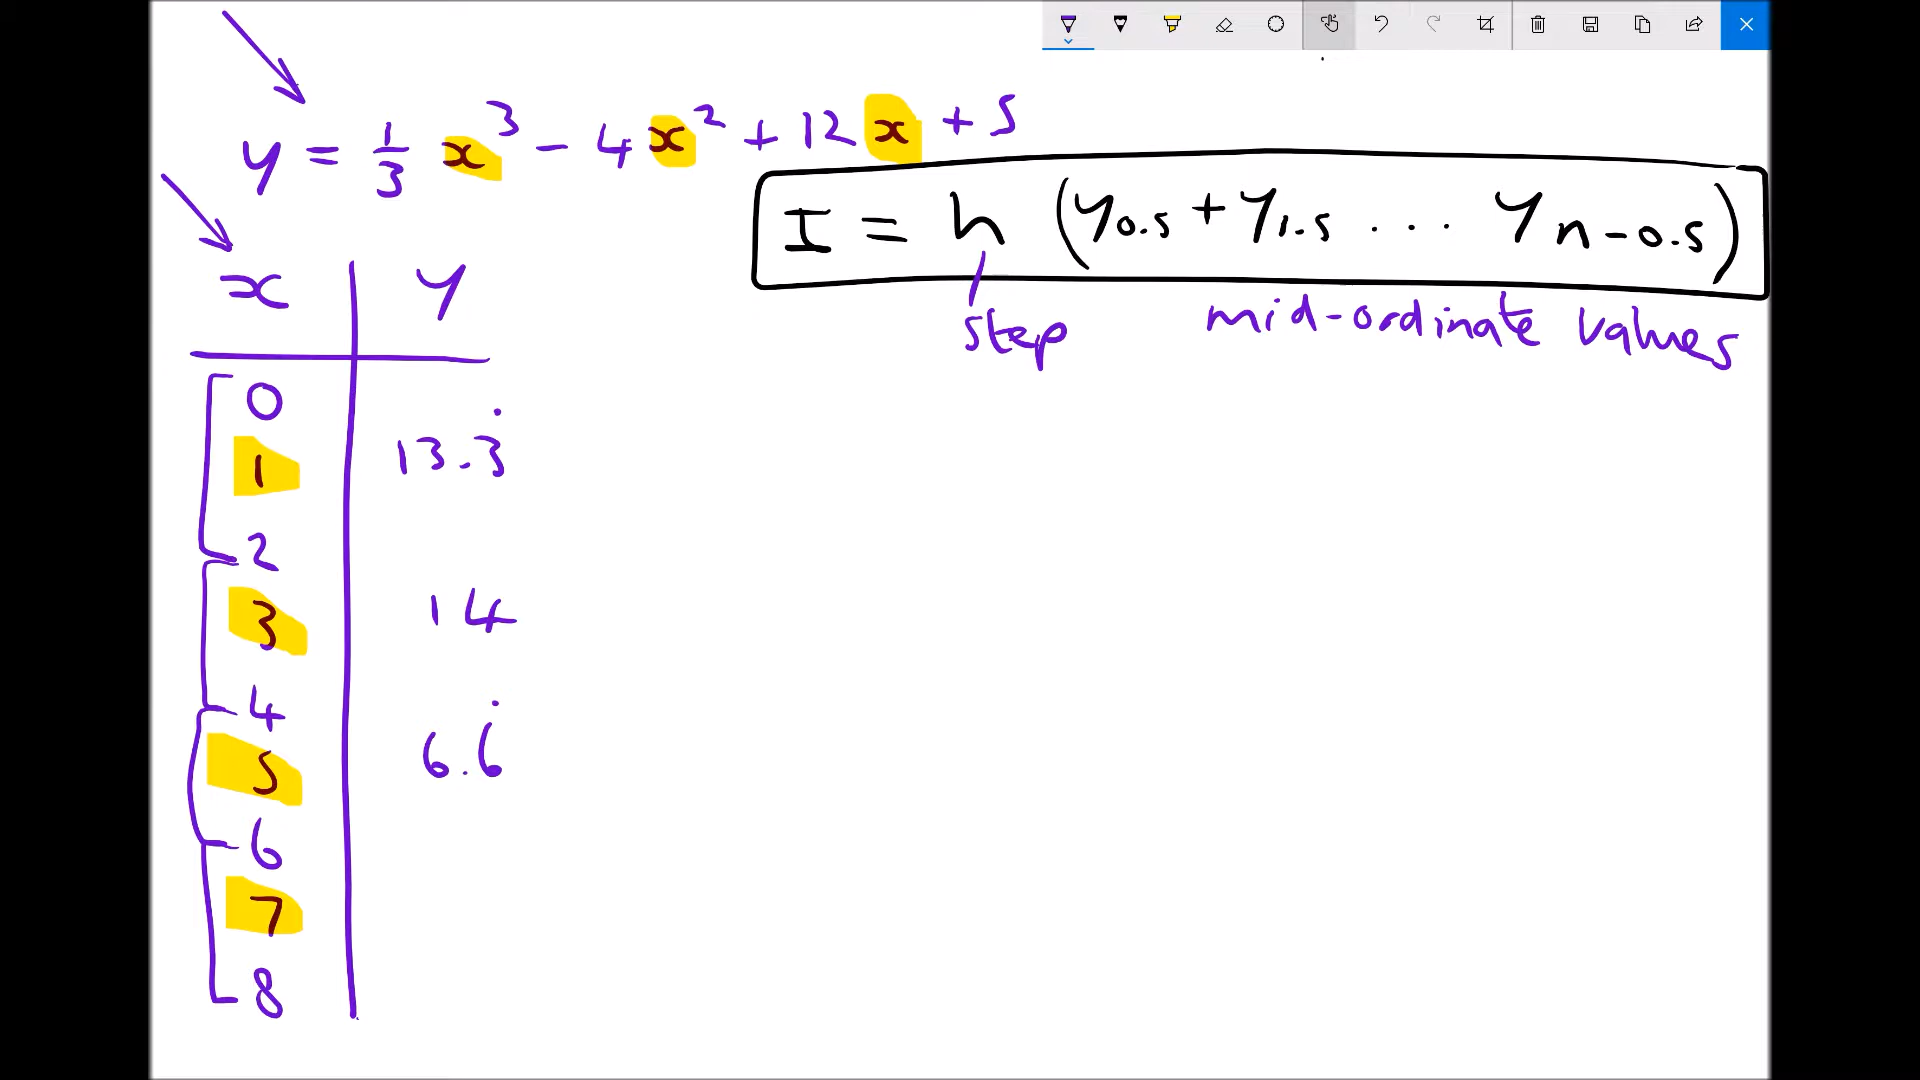 y = 1/3 x³ - 4x² + 12x + 5
I = h (y₀.₅ + y₁.₅ ... yₙ₋₀.₅)
step mid-ordinate values
x y
0
1 13.3̇
2
3 14
4
5 6.6̇
6
7
8